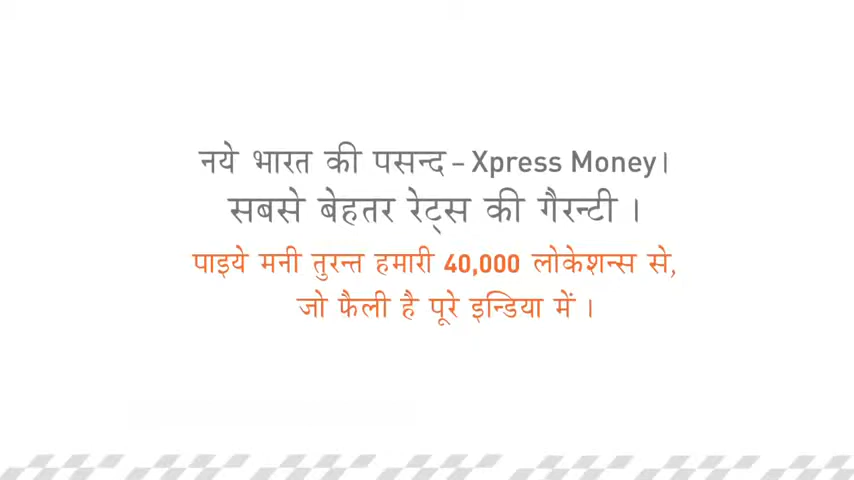 नये भारत की पसन्द – Xpress Money।
सबसे बेहतर रेट्स की गैरन्टी ।
पाइये मनी तुरन्त हमारी 40,000 लोकेशन्स से,
जो फैली है पूरे इन्डिया में ।